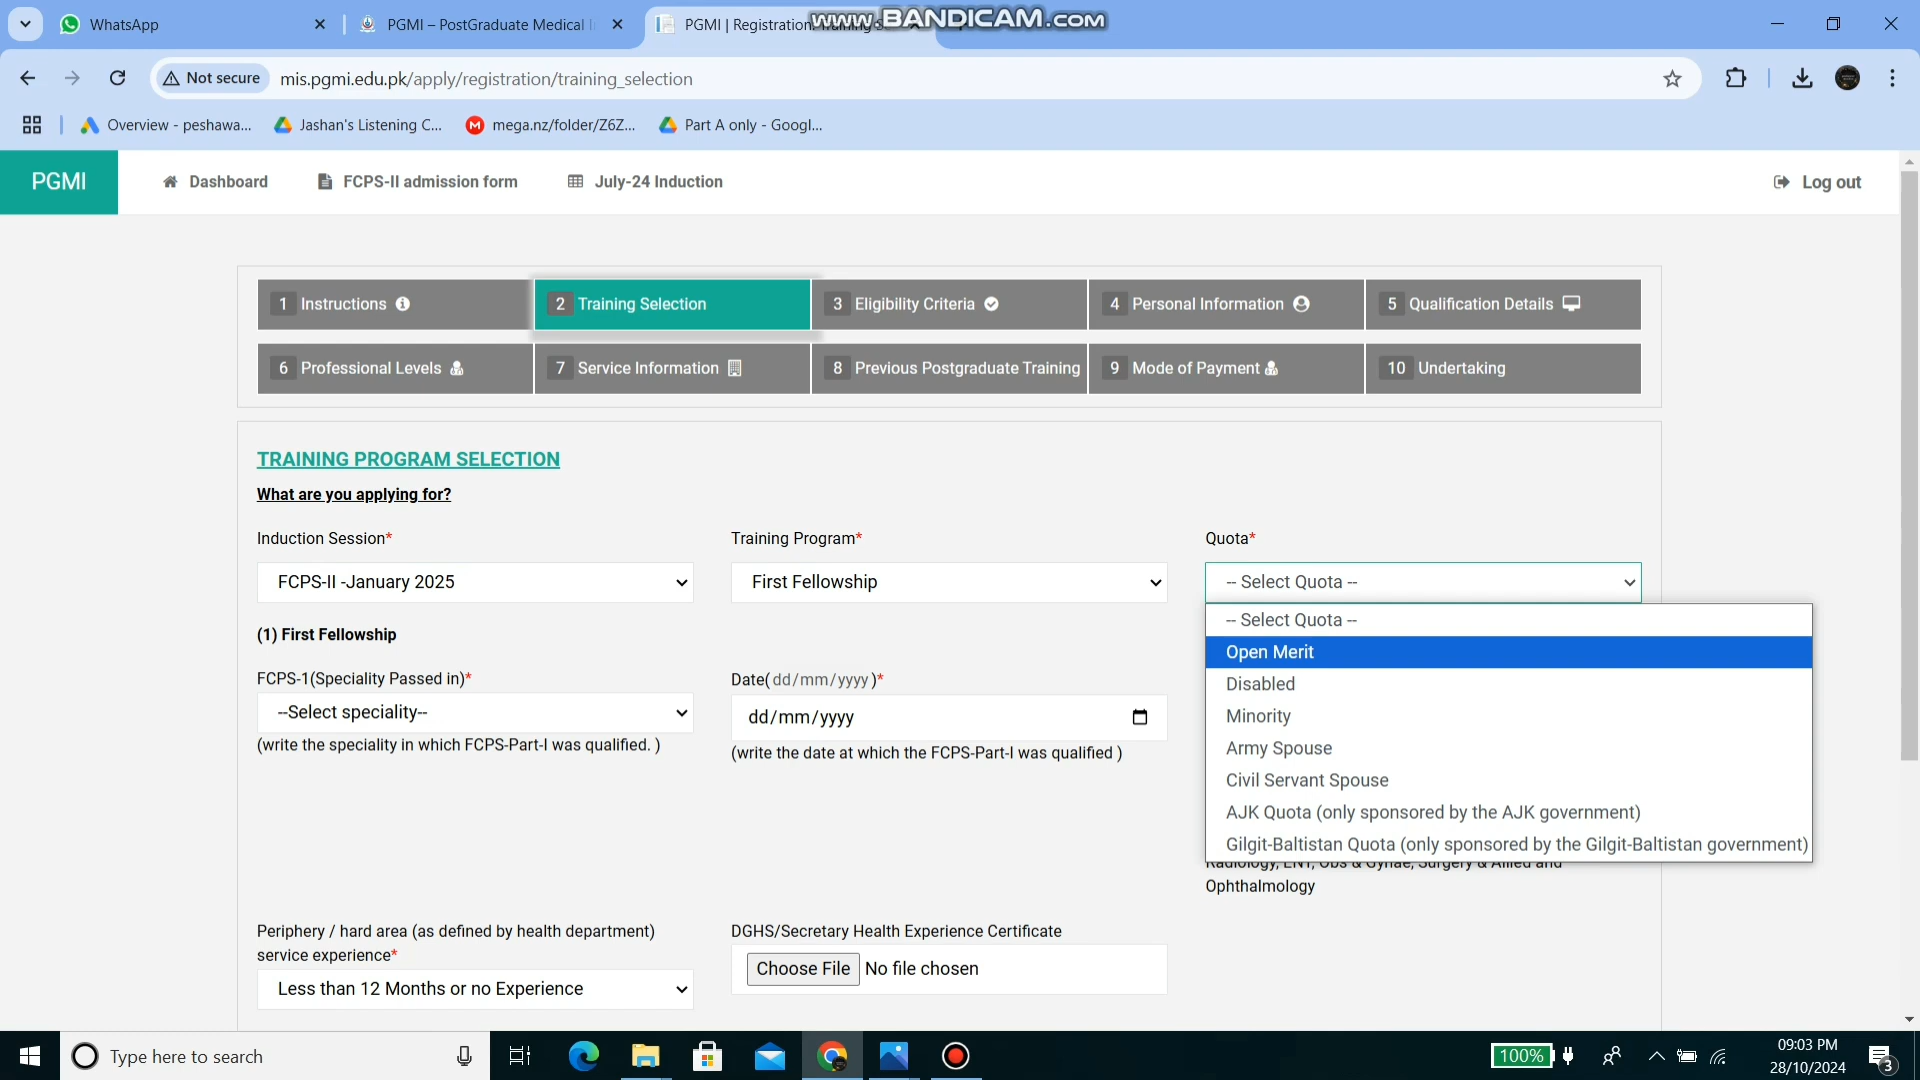 WhatsApp
PGMI – PostGraduate Medical I
PGMI | Registration: Training S
www.BANDICAM.com
Not secure
mis.pgmi.edu.pk/apply/registration/training_selection
Overview - peshawa...
Jashan's Listening C...
mega.nz/folder/Z6Z...
Part A only - Googl...
PGMI
Dashboard
FCPS-II admission form
July-24 Induction
Log out
1 Instructions
2 Training Selection
3 Eligibility Criteria
4 Personal Information
5 Qualification Details
6 Professional Levels
7 Service Information
8 Previous Postgraduate Training
9 Mode of Payment
10 Undertaking
TRAINING PROGRAM SELECTION
What are you applying for?
Induction Session*
Training Program*
Quota*
FCPS-II -January 2025
First Fellowship
-- Select Quota --
-- Select Quota --
Open Merit
Disabled
Minority
Army Spouse
Civil Servant Spouse
AJK Quota (only sponsored by the AJK government)
Gilgit-Baltistan Quota (only sponsored by the Gilgit-Baltistan government)
(1) First Fellowship
FCPS-1(Speciality Passed in)*
Date( dd/mm/yyyy )*
--Select speciality--
dd/mm/yyyy
(write the speciality in which FCPS-Part-I was qualified. )
(write the date at which the FCPS-Part-I was qualified )
Radiology, ENT, Obs & Gynae, Surgery & Allied and
Ophthalmology
Periphery / hard area (as defined by health department)
service experience*
DGHS/Secretary Health Experience Certificate
Less than 12 Months or no Experience
Choose File No file chosen
Type here to search
100%
09:03 PM
28/10/2024
3